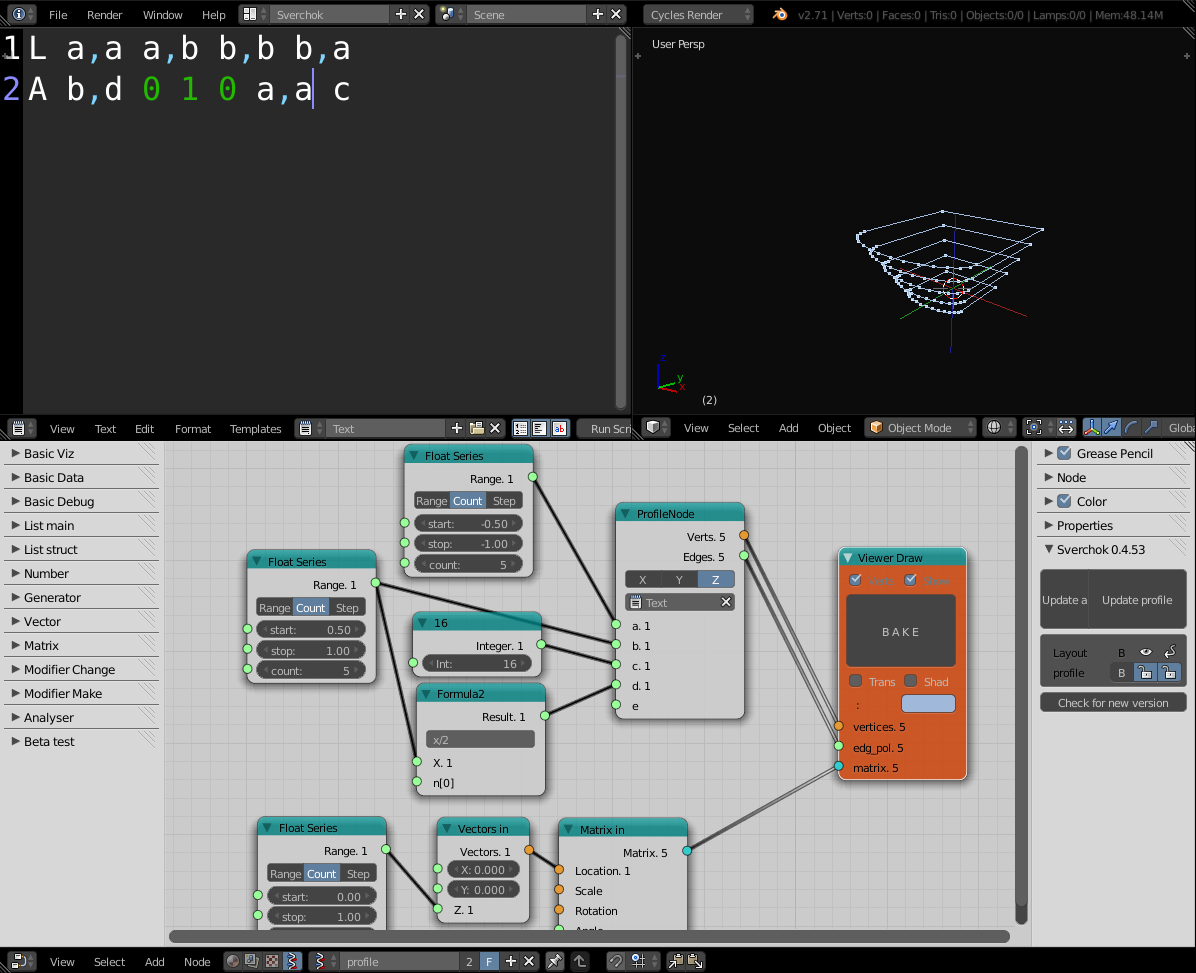 File Render Window Help Sverchok Scene Cycles Render v2.71 | Verts:0 | Faces:0 | Tris:0 | Objects:0/0 | Lamps:0/0 | Mem:48.14M
1 L a,a a,b b,b b,a
2 A b,d 0 1 0 a,a c
User Persp
z
y
x
(2)
View Text Edit Format Templates Text Run Scri
View Select Add Object Object Mode Globa
Basic Viz
Basic Data
Basic Debug
List main
List struct
Number
Generator
Vector
Matrix
Modifier Change
Modifier Make
Analyser
Beta test
Float Series
Range. 1
Range Count Step
start: -0.50
stop: -1.00
count: 5
Float Series
Range. 1
Range Count Step
start: 0.50
stop: 1.00
count: 5
16
Integer. 1
Int: 16
Formula2
Result. 1
x/2
X. 1
n[0]
ProfileNode
Verts. 5
Edges. 5
X Y Z
Text
a. 1
b. 1
c. 1
d. 1
e
Viewer Draw
BAKE
Trans Shad
:
vertices. 5
edg_pol. 5
matrix. 5
Float Series
Range. 1
Range Count Step
start: 0.00
stop: 1.00
Vectors in
Vectors. 1
X: 0.000
Y: 0.000
Z. 1
Matrix in
Matrix. 5
Location. 1
Scale
Rotation
Grease Pencil
Node
Color
Properties
Sverchok 0.4.53
Update a Update profile
Layout B
profile B
Check for new version
View Select Add Node profile 2 F